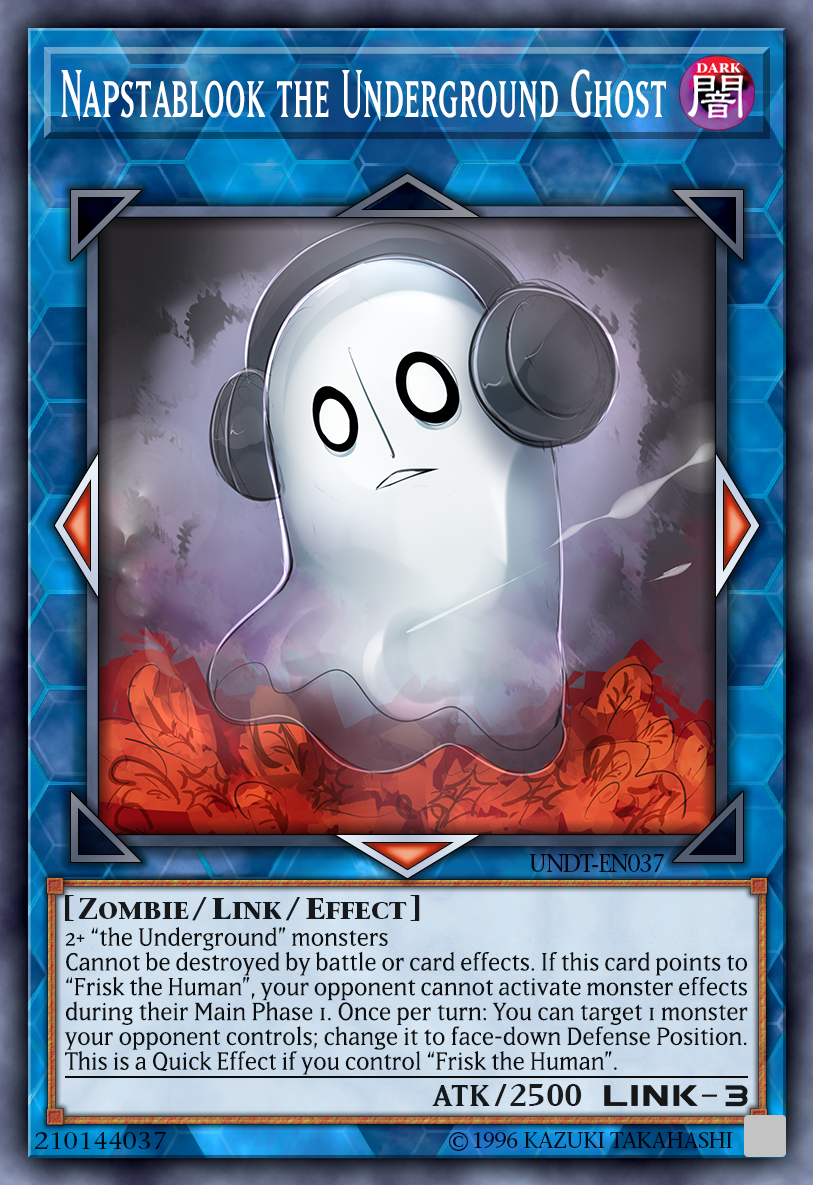 Napstablook the Underground Ghost
DARK
闇
UNDT-EN037
[Zombie/Link/Effect]
2+ “the Underground” monsters
Cannot be destroyed by battle or card effects. If this card points to
“Frisk the Human”, your opponent cannot activate monster effects
during their Main Phase 1. Once per turn: You can target 1 monster
your opponent controls; change it to face-down Defense Position.
This is a Quick Effect if you control “Frisk the Human”.
ATK/2500 LINK-3
210144037 ©1996 KAZUKI TAKAHASHI